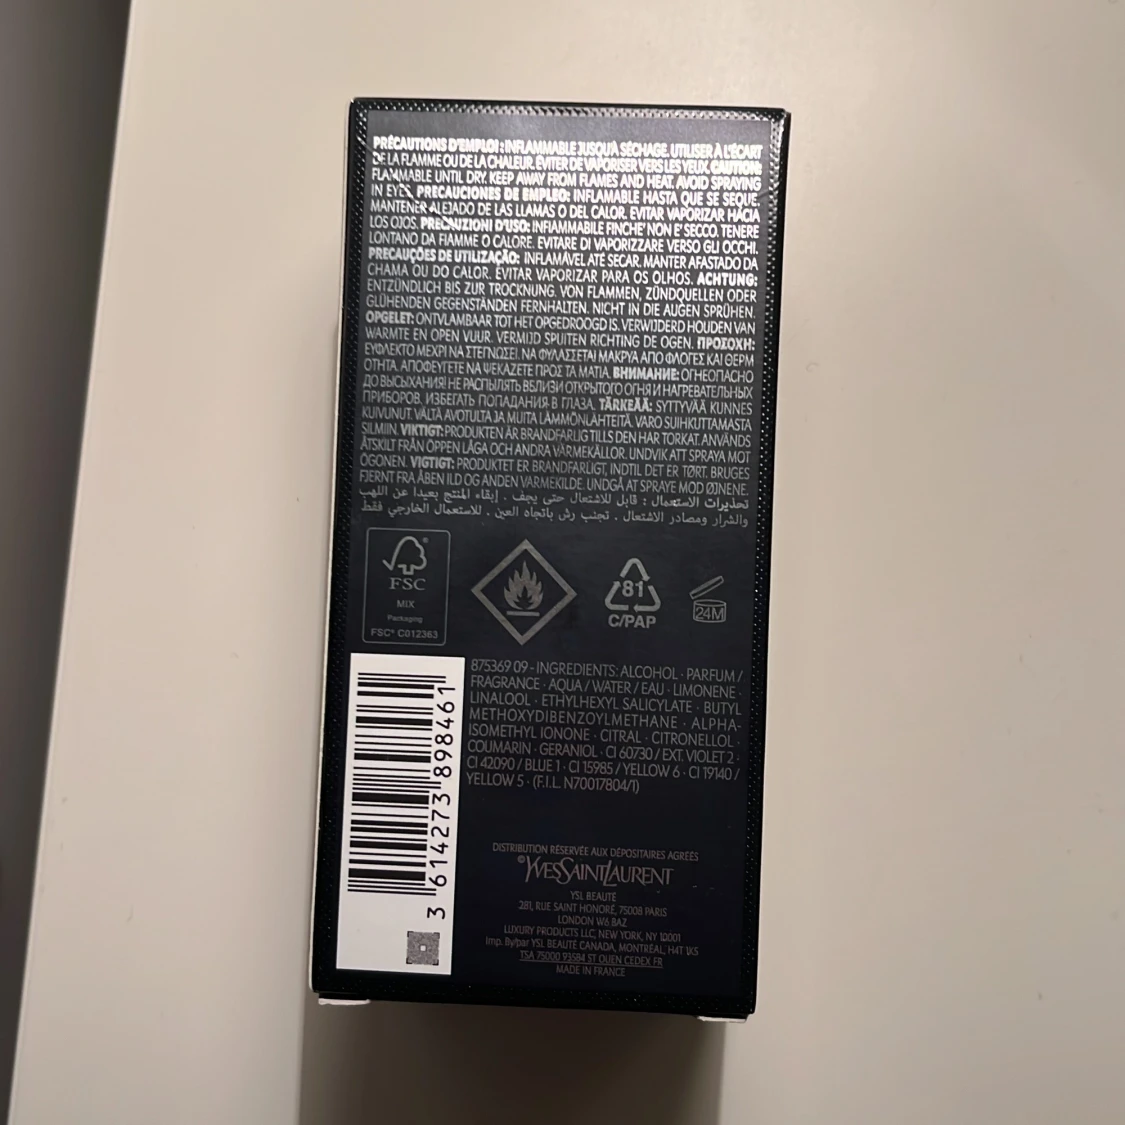 PRÉCAUTIONS D'EMPLOI : INFLAMMABLE JUSQU'À SÉCHAGE. UTILISER À L'ÉCART
DE LA FLAMME OU DE LA CHALEUR. ÉVITER DE VAPORISER VERS LES YEUX. CAUTION:
FLAMMABLE UNTIL DRY. KEEP AWAY FROM FLAMES AND HEAT. AVOID SPRAYING
IN EYES. PRECAUCIONES DE EMPLEO: INFLAMABLE HASTA QUE SE SEQUE.
MANTENER ALEJADO DE LAS LLAMAS O DEL CALOR. EVITAR VAPORIZAR HACIA
LOS OJOS. PRECAUZIONI D'USO: INFIAMMABILE FINCHE' NON E' SECCO. TENERE
LONTANO DA FIAMME O CALORE. EVITARE DI VAPORIZZARE VERSO GLI OCCHI.
PRECAUÇÕES DE UTILIZAÇÃO: INFLAMÁVEL ATÉ SECAR. MANTER AFASTADO DA
CHAMA OU DO CALOR. EVITAR VAPORIZAR PARA OS OLHOS. ACHTUNG:
ENTZÜNDLICH BIS ZUR TROCKNUNG. VON FLAMMEN, ZÜNDQUELLEN ODER
GLÜHENDEN GEGENSTÄNDEN FERNHALTEN. NICHT IN DIE AUGEN SPRÜHEN.
OPGELET: ONTVLAMBAAR TOT HET OPGEDROOGD IS. VERWIJDERD HOUDEN VAN
WARMTE EN OPEN VUUR. VERMIJD SPUITEN RICHTING DE OGEN. ΠΡΟΣΟΧΗ:
ΕΥΦΛΕΚΤΟ ΜΕΧΡΙ ΝΑ ΣΤΕΓΝΩΣΕΙ. ΝΑ ΦΥΛΑΣΣΕΤΑΙ ΜΑΚΡΥΑ ΑΠΟ ΦΛΟΓΕΣ ΚΑΙ ΘΕΡΜ
ΟΤΗΤΑ. ΑΠΟΦΕΥΓΕΤΕ ΝΑ ΨΕΚΑΖΕΤΕ ΠΡΟΣ ΤΑ ΜΑΤΙΑ. ВНИМАНИЕ: ОГНЕОПАСНО
ДО ВЫСЫХАНИЯ! НЕ РАСПЫЛЯТЬ ВБЛИЗИ ОТКРЫТОГО ОГНЯ И НАГРЕВАТЕЛЬНЫХ
ПРИБОРОВ. ИЗБЕГАТЬ ПОПАДАНИЯ В ГЛАЗА. TÄRKEÄÄ: SYTTYVÄÄ KUNNES
KUIVUNUT. VÄLTÄ AVOTULTA JA MUITA LÄMMÖNLÄHTEITÄ. VARO SUIHKUTTAMASTA
SILMIIN. VIKTIGT: PRODUKTEN ÄR BRANDFARLIG TILLS DEN HAR TORKAT. ANVÄNDS
ÅTSKILT FRÅN ÖPPEN LÅGA OCH ANDRA VÄRMEKÄLLOR. UNDVIK ATT SPRAYA MOT
ÖGONEN. VIGTIGT: PRODUKTET ER BRANDFARLIGT, INDTIL DET ER TØRT. BRUGES
FJERNT FRA ÅBEN ILD OG ANDEN VARMEKILDE. UNDGÅ AT SPRAYE MOD ØJNENE.
تحذيرات الاستعمال : قابل للاشتعال حتى يجف . إبقاء المنتج بعيدا عن اللهب
والشرار ومصادر الاشتعال . تجنب رش باتجاه العين . للاستعمال الخارجي فقط
FSC
MIX
Packaging
FSC® C012363
81
C/PAP
24M
875369 09 - INGREDIENTS: ALCOHOL · PARFUM /
FRAGRANCE · AQUA / WATER / EAU · LIMONENE ·
LINALOOL · ETHYLHEXYL SALICYLATE · BUTYL
METHOXYDIBENZOYLMETHANE · ALPHA-
ISOMETHYL IONONE · CITRAL · CITRONELLOL ·
COUMARIN · GERANIOL · CI 60730 / EXT. VIOLET 2 ·
CI 42090 / BLUE 1 · CI 15985 / YELLOW 6 · CI 19140 /
YELLOW 5 · (F.I.L. N70017804/1)
3 614273 898461
DISTRIBUTION RÉSERVÉE AUX DÉPOSITAIRES AGRÉÉS
©YVESSAINTLAURENT
YSL BEAUTÉ
281, RUE SAINT HONORÉ, 75008 PARIS
LONDON W6 8AZ
LUXURY PRODUCTS LLC, NEW YORK, NY 10001
Imp. By/par YSL BEAUTÉ CANADA, MONTRÉAL, H4T 1K5
TSA 75000 93584 ST OUEN CEDEX FR
MADE IN FRANCE